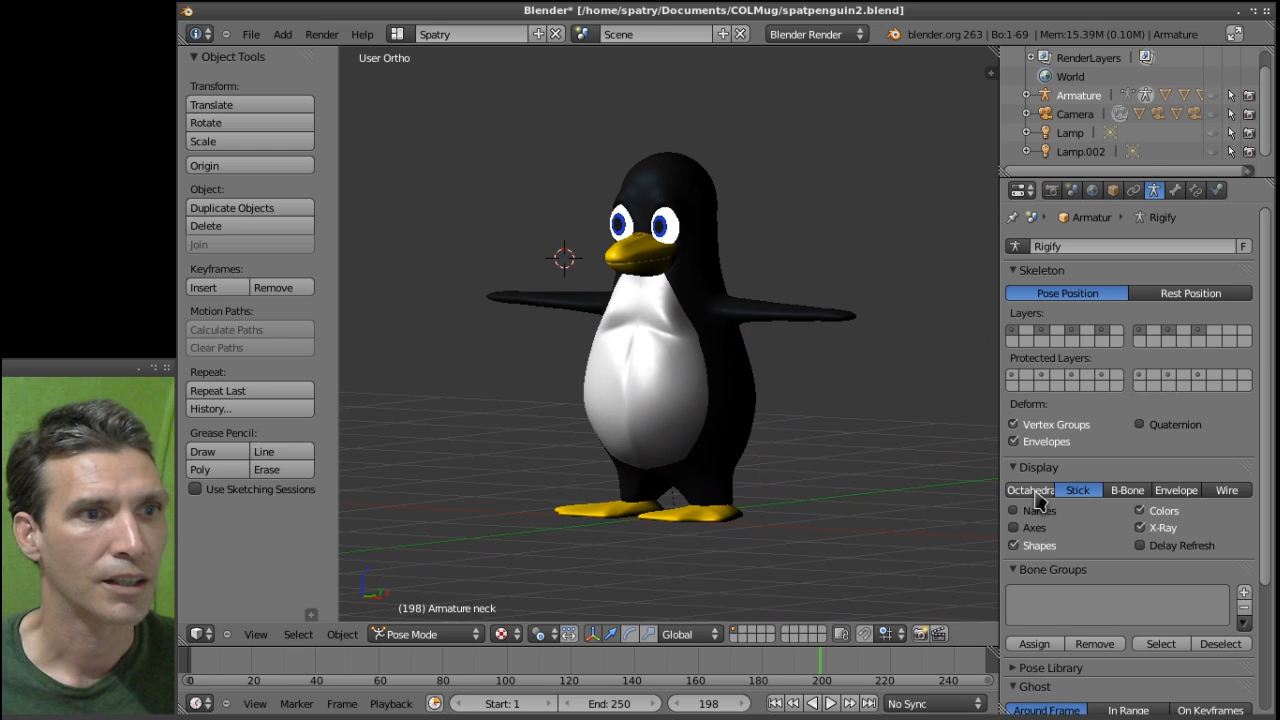 Blender* [/home/spatry/Documents/COLMug/spatpenguin2.blend]
File Add Render Help Spatry Scene Blender Render blender.org 263 | Bo:1-69 | Mem:15.39M (0.10M) | Armature
Object Tools
Transform:
Translate
Rotate
Scale
Origin
Object:
Duplicate Objects
Delete
Join
Keyframes:
Insert Remove
Motion Paths:
Calculate Paths
Clear Paths
Repeat:
Repeat Last
History...
Grease Pencil:
Draw Line
Poly Erase
Use Sketching Sessions
User Ortho
(198) Armature neck
View Select Object Pose Mode Global
0 20 40 60 80 100 120 140 160 180 200 220 240
View Marker Frame Playback Start: 1 End: 250 198 No Sync
RenderLayers
World
Armature
Camera
Lamp
Lamp.002
Armatur Rigify
Rigify F
Skeleton
Pose Position Rest Position
Layers:
Protected Layers:
Deform:
Vertex Groups Quaternion
Envelopes
Display
Octahedra Stick B-Bone Envelope Wire
Names Colors
Axes X-Ray
Shapes Delay Refresh
Bone Groups
Assign Remove Select Deselect
Pose Library
Ghost
Around Frame In Range On Keyframes